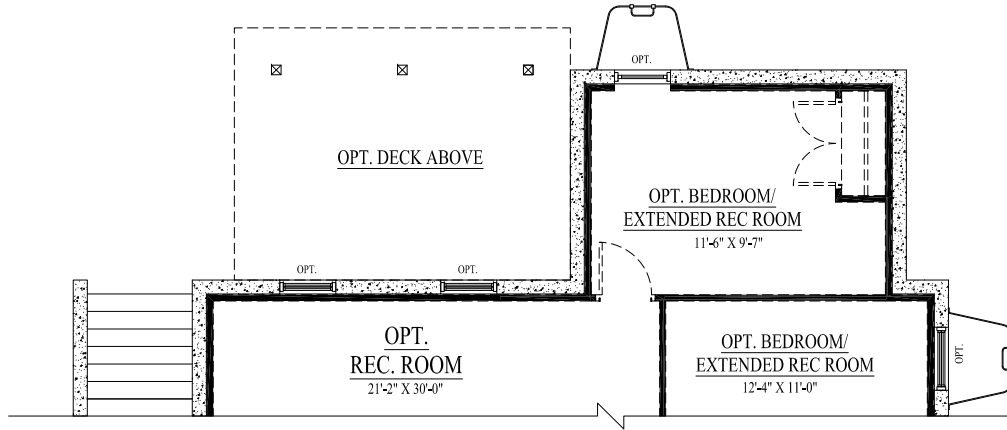 OPT.
OPT. DECK ABOVE
OPT. BEDROOM/
EXTENDED REC ROOM
11'-6" X 9'-7"
OPT.
OPT.
OPT.
REC. ROOM
21'-2" X 30'-0"
OPT. BEDROOM/
EXTENDED REC ROOM
12'-4" X 11'-0"
OPT.